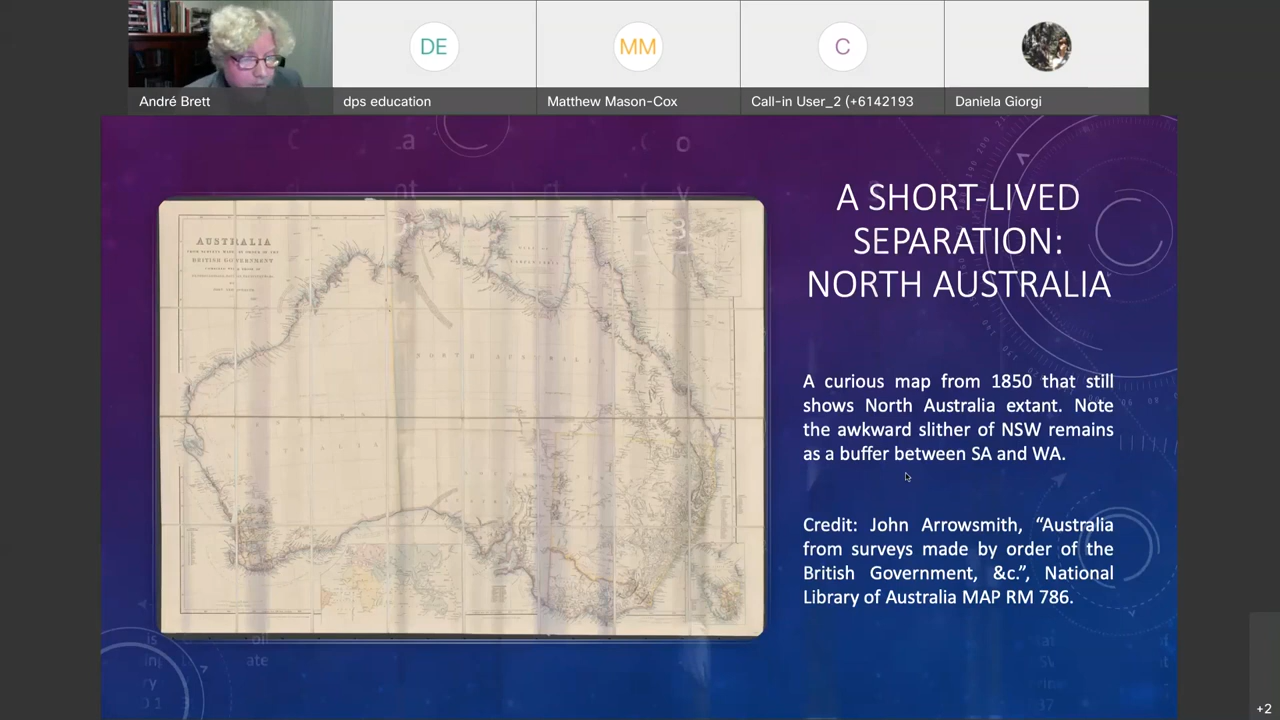 DE
MM
C
André Brett
dps education
Matthew Mason-Cox
Call-in User_2 (+6142193
Daniela Giorgi
A SHORT-LIVED
SEPARATION:
NORTH AUSTRALIA
A curious map from 1850 that still
shows North Australia extant. Note
the awkward slither of NSW remains
as a buffer between SA and WA.
Credit: John Arrowsmith, “Australia
from surveys made by order of the
British Government, &c.”, National
Library of Australia MAP RM 786.
AUSTRALIA
BRITISH GOVERNMENT
NORTH AUSTRALIA
+2